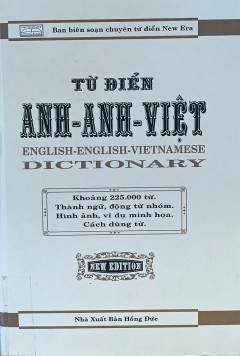 Ban biên soạn chuyên từ điển New Era
TỪ ĐIỂN
ANH-ANH-VIỆT
ENGLISH-ENGLISH-VIETNAMESE
DICTIONARY
Khoảng 225.000 từ.
Thành ngữ, động từ nhóm.
Hình ảnh, ví dụ minh họa.
Cách dùng từ.
NEW EDITION
Nhà Xuất Bản Hồng Đức